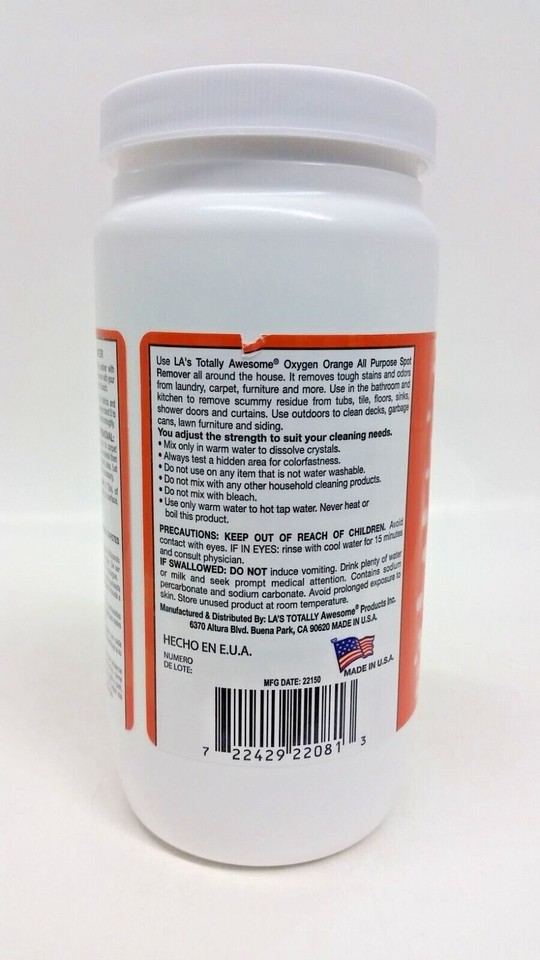 Use LA's Totally Awesome® Oxygen Orange All Purpose Spot
Remover all around the house. It removes tough stains and odors
from laundry, carpet, furniture and more. Use in the bathroom and
kitchen to remove scummy residue from tubs, tile, floors, sinks,
shower doors and curtains. Use outdoors to clean decks, garbage
cans, lawn furniture and siding.
You adjust the strength to suit your cleaning needs.
• Mix only in warm water to dissolve crystals.
• Always test a hidden area for colorfastness.
• Do not use on any item that is not water washable.
• Do not mix with any other household cleaning products.
• Do not mix with bleach.
• Use only warm water to hot tap water. Never heat or
boil this product.
PRECAUTIONS: KEEP OUT OF REACH OF CHILDREN. Avoid
contact with eyes. IF IN EYES: rinse with cool water for 15 minutes
and consult physician.
IF SWALLOWED: DO NOT induce vomiting. Drink plenty of water
or milk and seek prompt medical attention. Contains sodium
percarbonate and sodium carbonate. Avoid prolonged exposure to
skin. Store unused product at room temperature.
Manufactured & Distributed By: LA'S TOTALLY Awesome® Products Inc.
6370 Altura Blvd. Buena Park, CA 90620 MADE IN U.S.A.
HECHO EN E.U.A.
NUMERO
DE LOTE:
MADE IN U.S.A.
MFG DATE: 22150
7 22429 22081 3